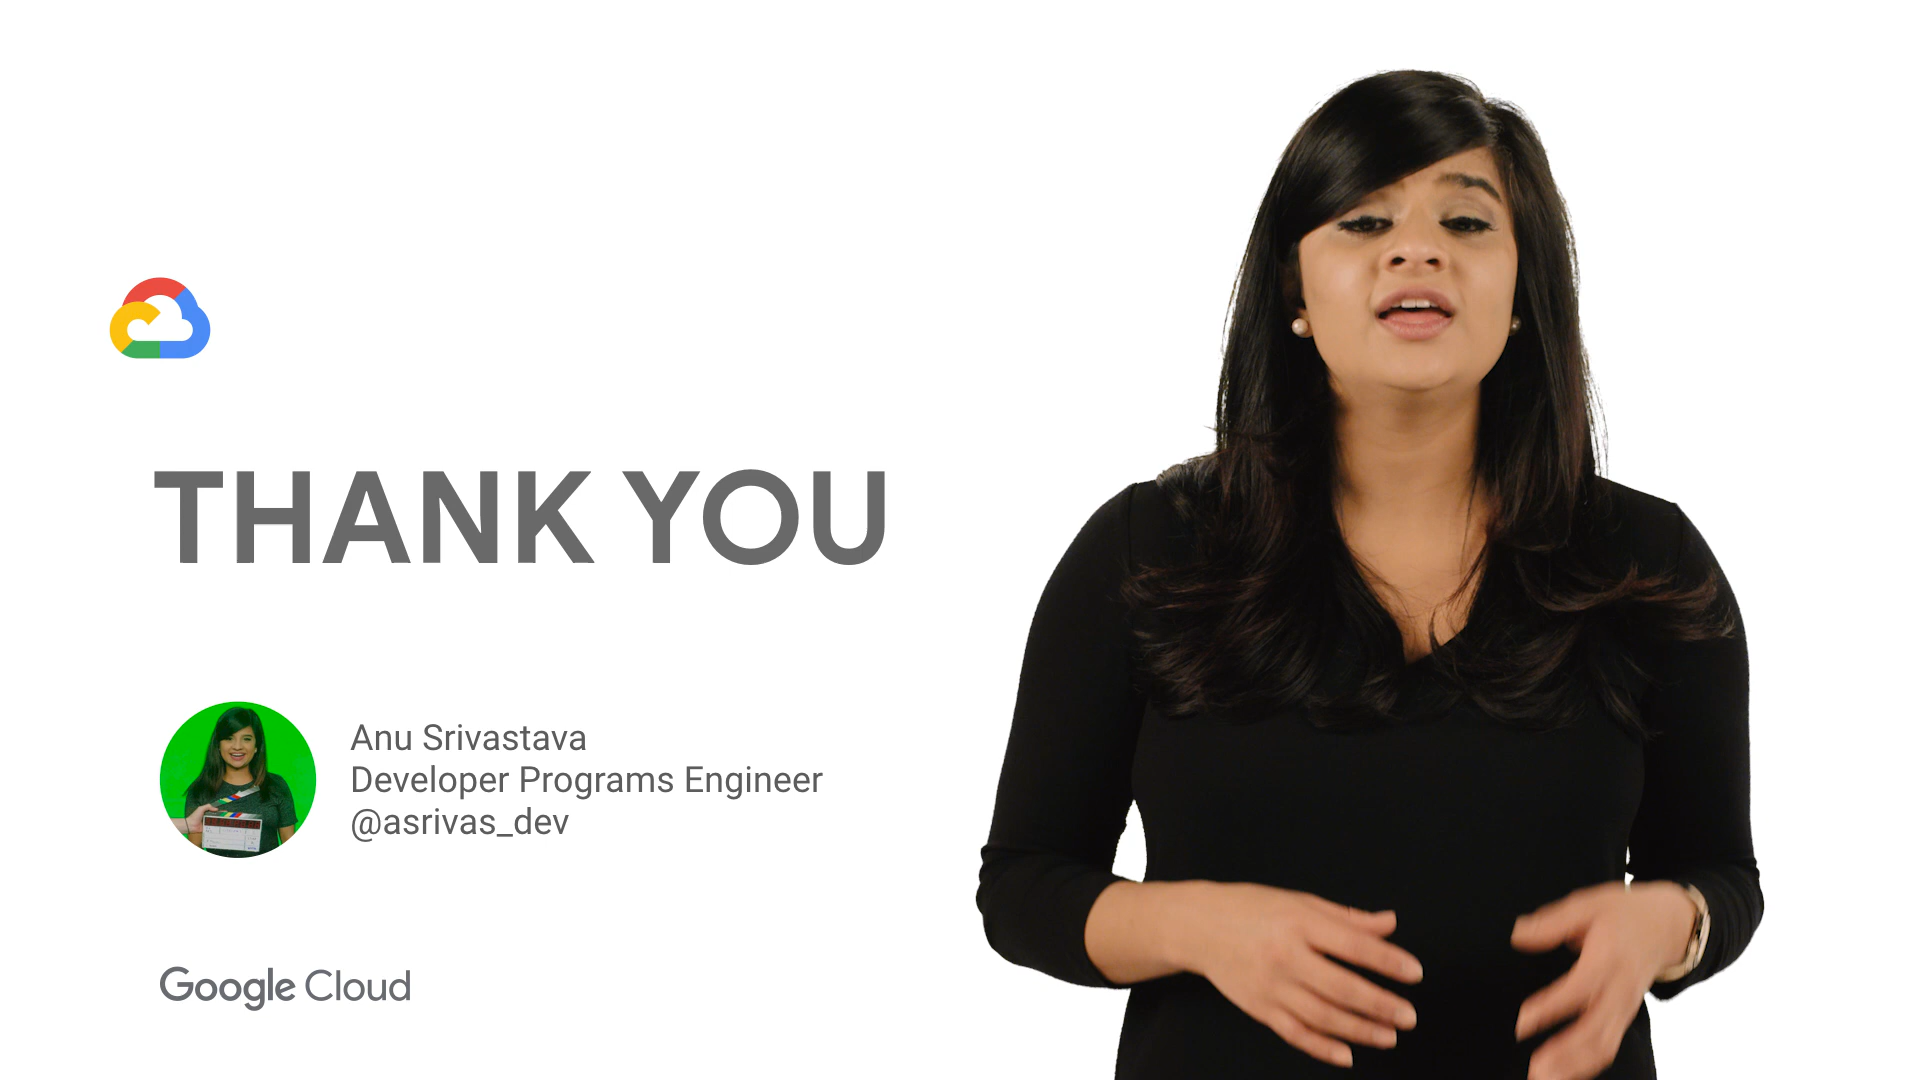 THANK YOU
Anu Srivastava
Developer Programs Engineer
@asrivas_dev
Google Cloud